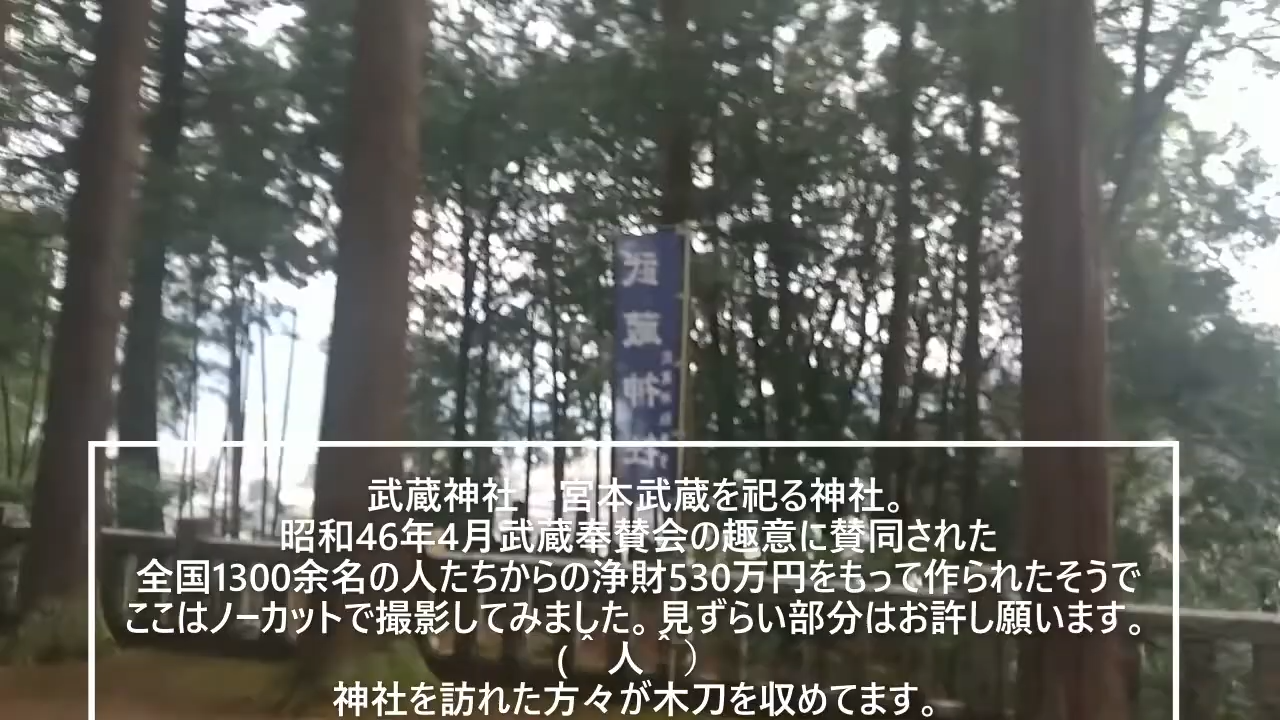 武蔵神社
武蔵神社　宮本武蔵を祀る神社。
昭和46年4月武蔵奉賛会の趣意に賛同された
全国1300余名の人たちからの浄財530万円をもって作られたそうで
ここはノーカットで撮影してみました。見ずらい部分はお許し願います。
(＾人＾)
神社を訪れた方々が木刀を収めてます。